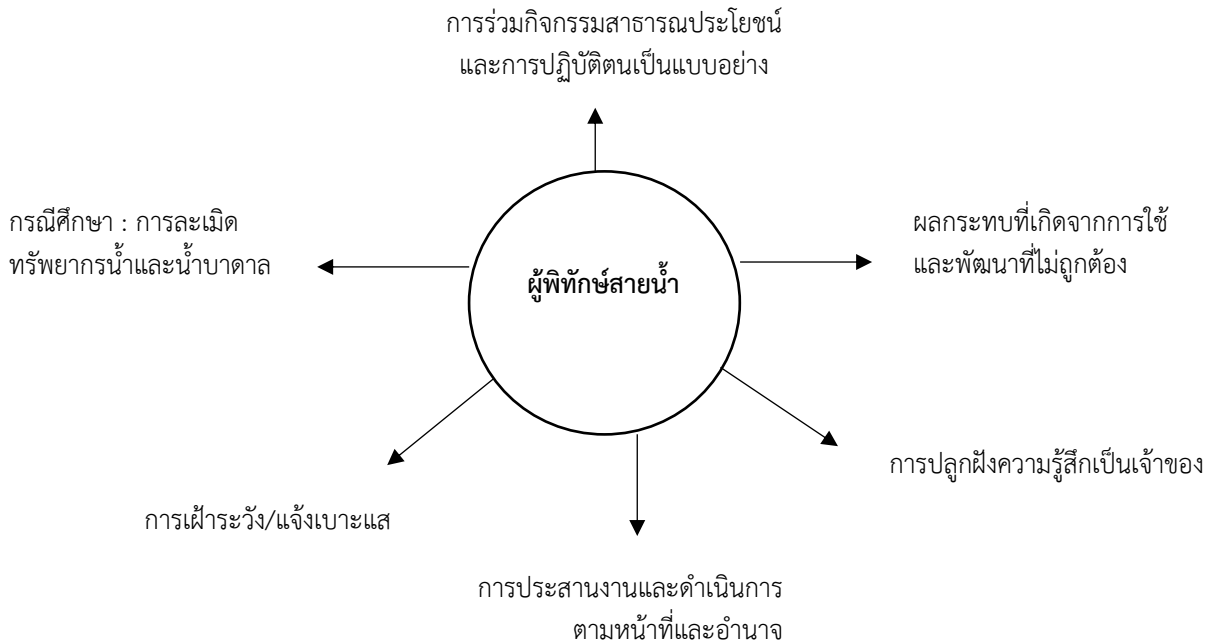 การร่วมกิจกรรมสาธารณประโยชน์
และการปฏิบัติตนเป็นแบบอย่าง
กรณีศึกษา : การละเมิด
ทรัพยากรน้ำและน้ำบาดาล
ผลกระทบที่เกิดจากการใช้
และพัฒนาที่ไม่ถูกต้อง
ผู้พิทักษ์สายน้ำ
การปลูกฝังความรู้สึกเป็นเจ้าของ
การเฝ้าระวัง/แจ้งเบาะแส
การประสานงานและดำเนินการ
ตามหน้าที่และอำนาจ